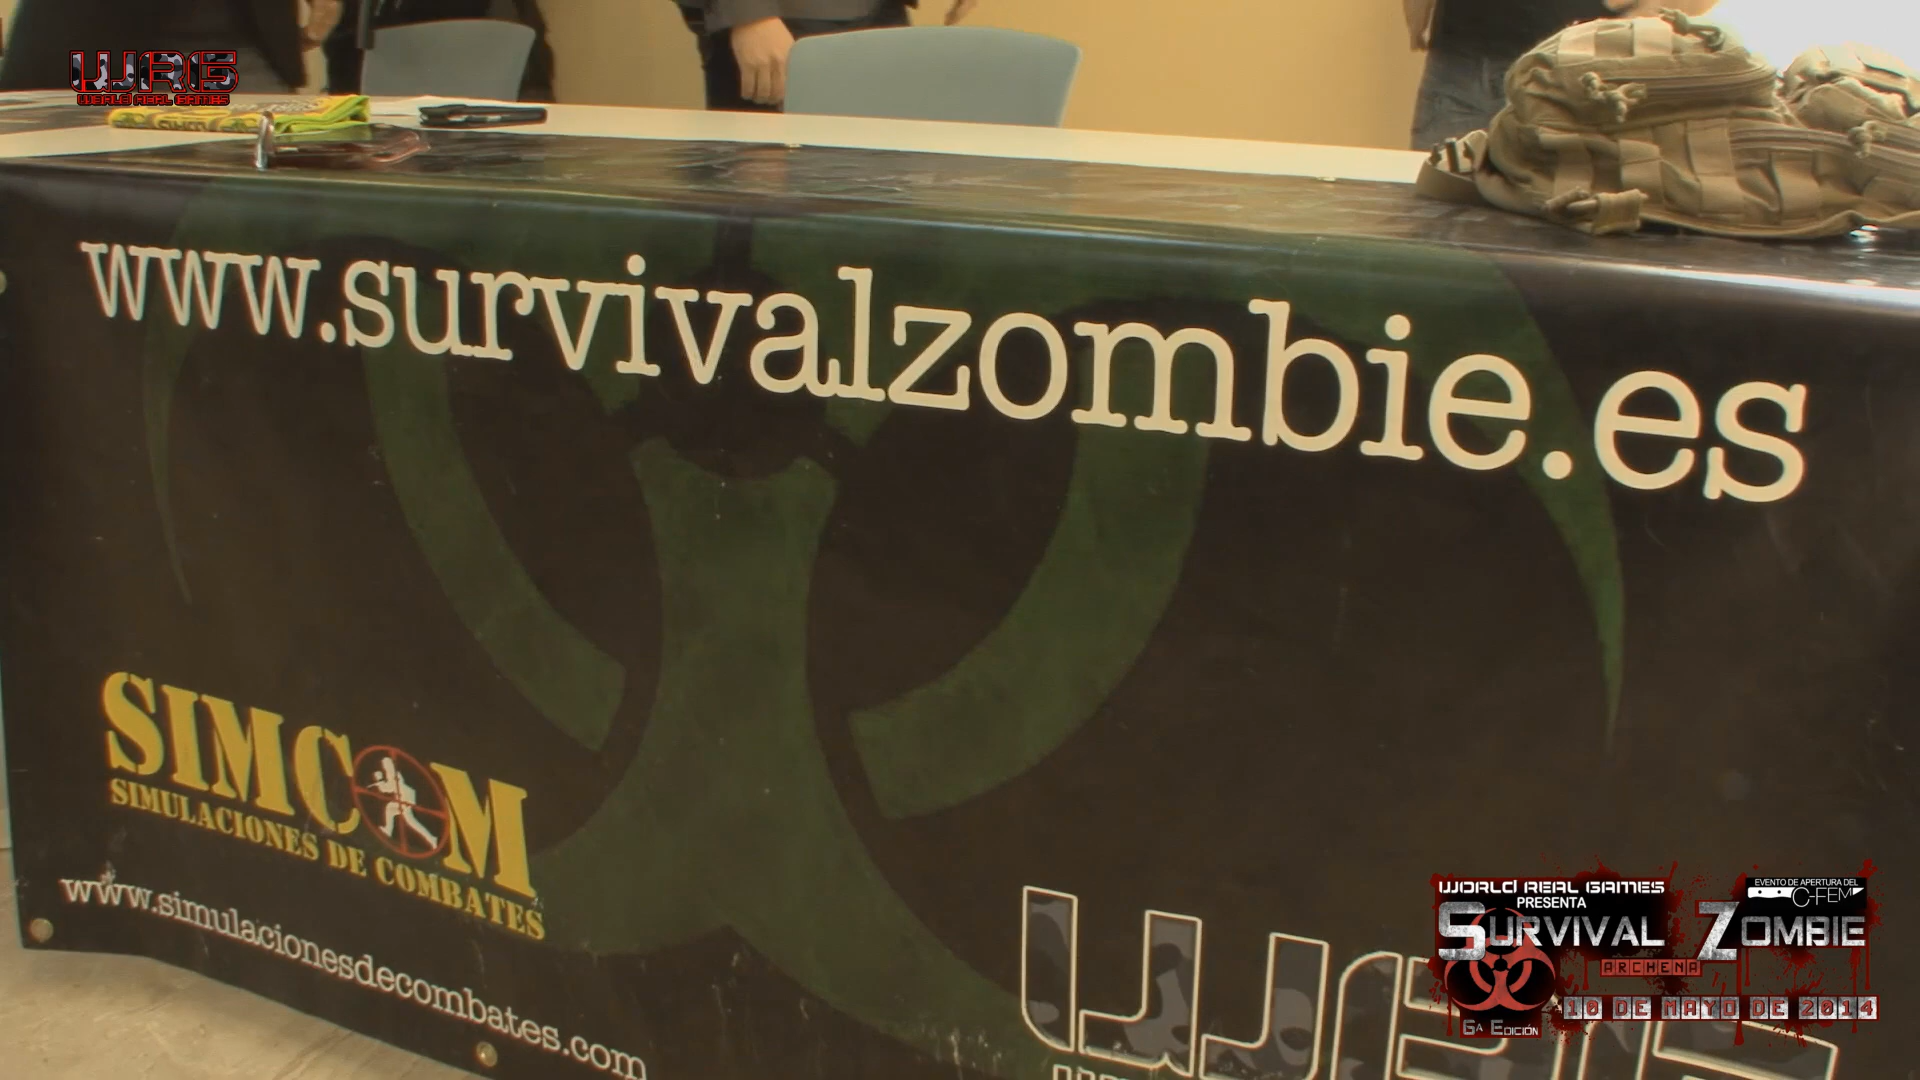 WRG
WORLD REAL GAMES
www.survivalzombie.es
SIMCOM
SIMULACIONES DE COMBATES
www.simulacionesdecombates.com
WRG
WORLD REAL GAMES
PRESENTA
EVENTO DE APERTURA DEL
C-FEM
SURVIVAL ZOMBIE
ARCHENA
10 DE MAYO DE 2014
6ª EDICIÓN